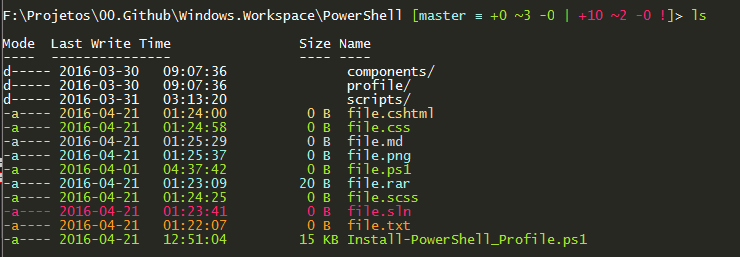 F:\Projetos\00.Github\Windows.Workspace\PowerShell [master ≡ +0 ~3 -0 | +10 ~2 -0 !]> ls
Mode Last Write Time Size Name
---- --------------- ---- ----
d----- 2016-03-30 09:07:36 components/
d----- 2016-03-30 09:07:36 profile/
d----- 2016-03-31 03:13:20 scripts/
-a---- 2016-04-21 01:24:00 0 B file.cshtml
-a---- 2016-04-21 01:24:58 0 B file.css
-a---- 2016-04-21 01:25:29 0 B file.md
-a---- 2016-04-21 01:25:37 0 B file.png
-a---- 2016-04-01 04:37:42 0 B file.ps1
-a---- 2016-04-21 01:23:09 20 B file.rar
-a---- 2016-04-21 01:24:25 0 B file.scss
-a---- 2016-04-21 01:23:41 0 B file.sln
-a---- 2016-04-21 01:22:07 0 B file.txt
-a---- 2016-04-21 12:51:04 15 KB Install-PowerShell_Profile.ps1